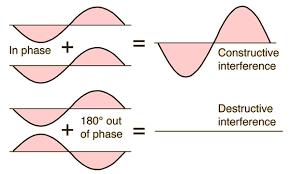 In phase
+
=
Constructive
interference
+
180° out
of phase
=
Destructive
interference